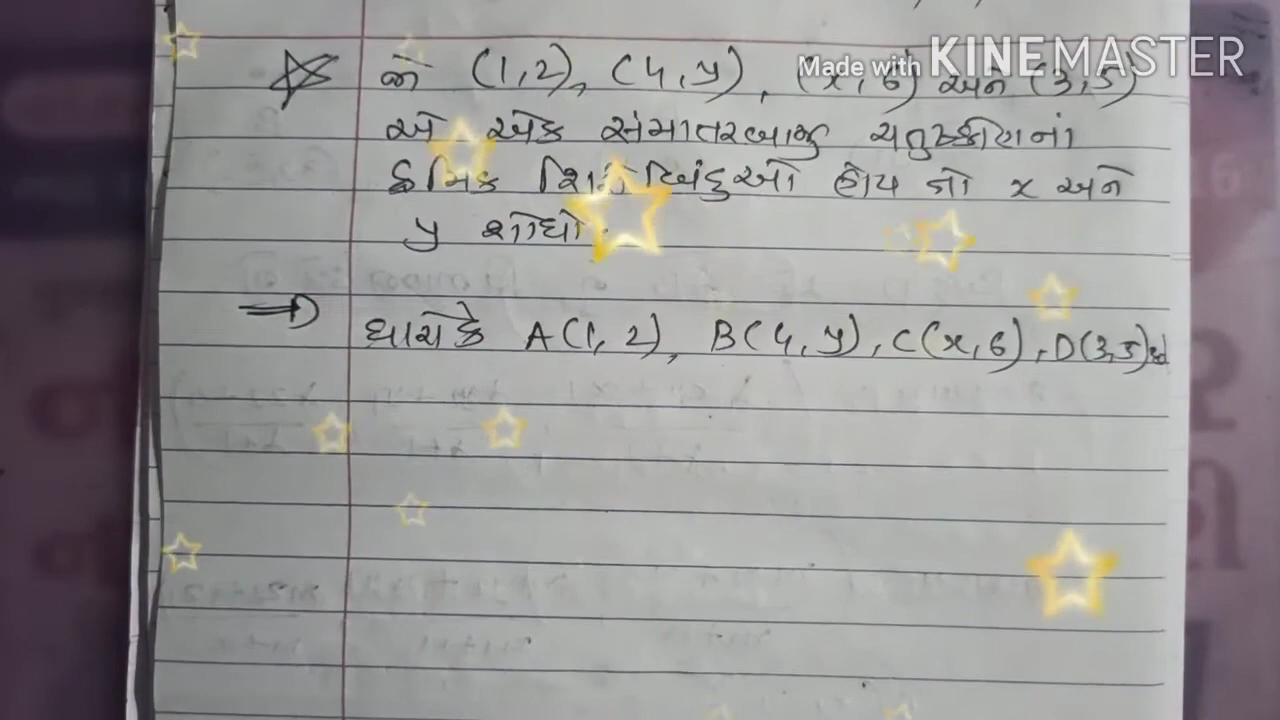 Made with KINEMASTER
જો (1,2), (4,y), (x,6) અને (3,5)
એ એક સમાતરબાજુ ચતુષ્કોણનાં
ક્રમિક શિરોબિંદુઓ હોય તો x અને
y શોધો.
⇒ ધારોકે A(1,2), B(4,y), C(x,6), D(3,5)